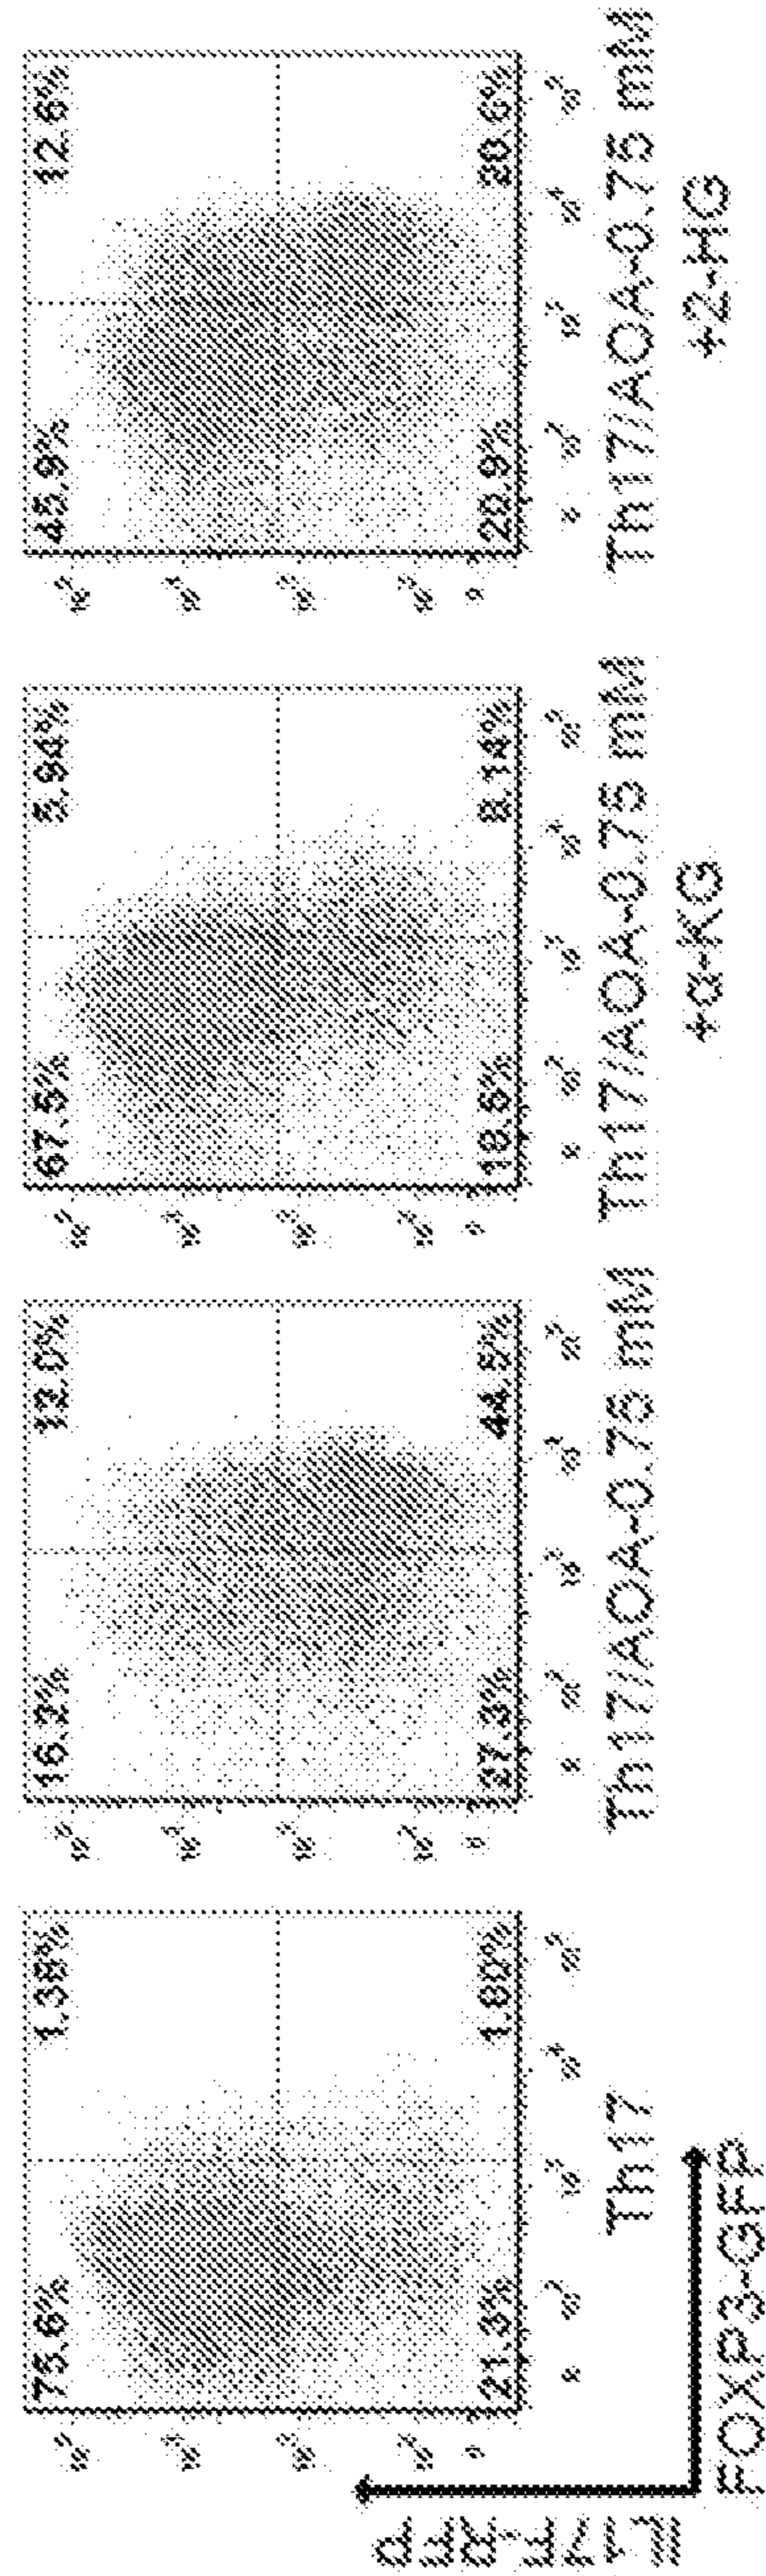 75.6% 1.38%
21.3% 1.80%
Th17
16.2% 12.0%
27.3% 44.5%
Th17/AOA-0.75 mM
67.5% 5.94%
18.5% 8.14%
Th17/AOA-0.75 mM
+α-KG
45.9% 12.6%
20.9% 20.6%
Th17/AOA-0.75 mM
+2-HG
IL17F-RFP
FOXP3-GFP